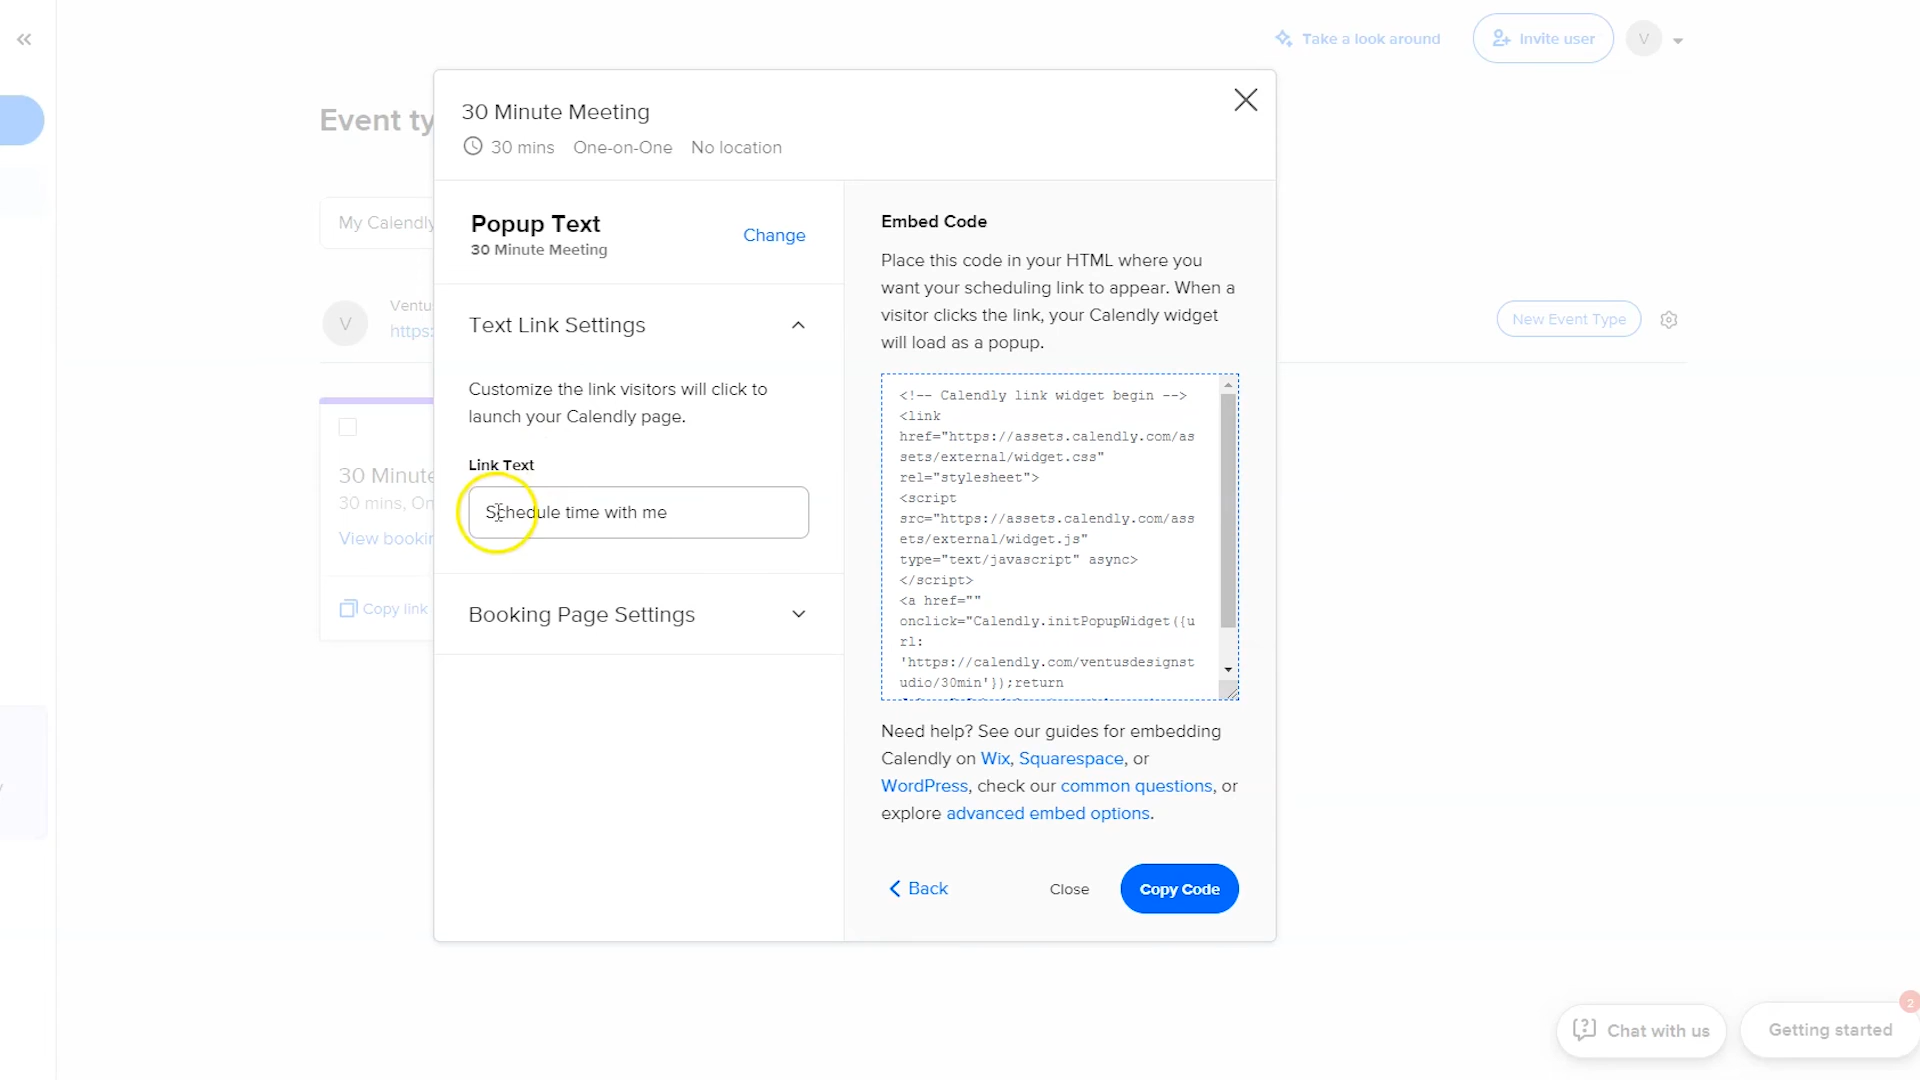 Take a look around
Invite user
V
Event ty
My Calendly
V
Ventu
https:
New Event Type
30 Minute
30 mins, On
View bookin
Copy link
30 Minute Meeting
30 mins One-on-One No location
Popup Text
30 Minute Meeting
Change
Text Link Settings
Customize the link visitors will click to
launch your Calendly page.
Link Text
Schedule time with me
Booking Page Settings
Embed Code
Place this code in your HTML where you
want your scheduling link to appear. When a
visitor clicks the link, your Calendly widget
will load as a popup.
<!-- Calendly link widget begin -->
<link
href="https://assets.calendly.com/as
sets/external/widget.css"
rel="stylesheet">
<script
src="https://assets.calendly.com/ass
ets/external/widget.js"
type="text/javascript" async>
</script>
<a href=""
onclick="Calendly.initPopupWidget({u
rl:
'https://calendly.com/ventusdesignst
udio/30min'});return
Need help? See our guides for embedding
Calendly on Wix, Squarespace, or
WordPress, check our common questions, or
explore advanced embed options.
Back
Close
Copy Code
Chat with us
Getting started
2